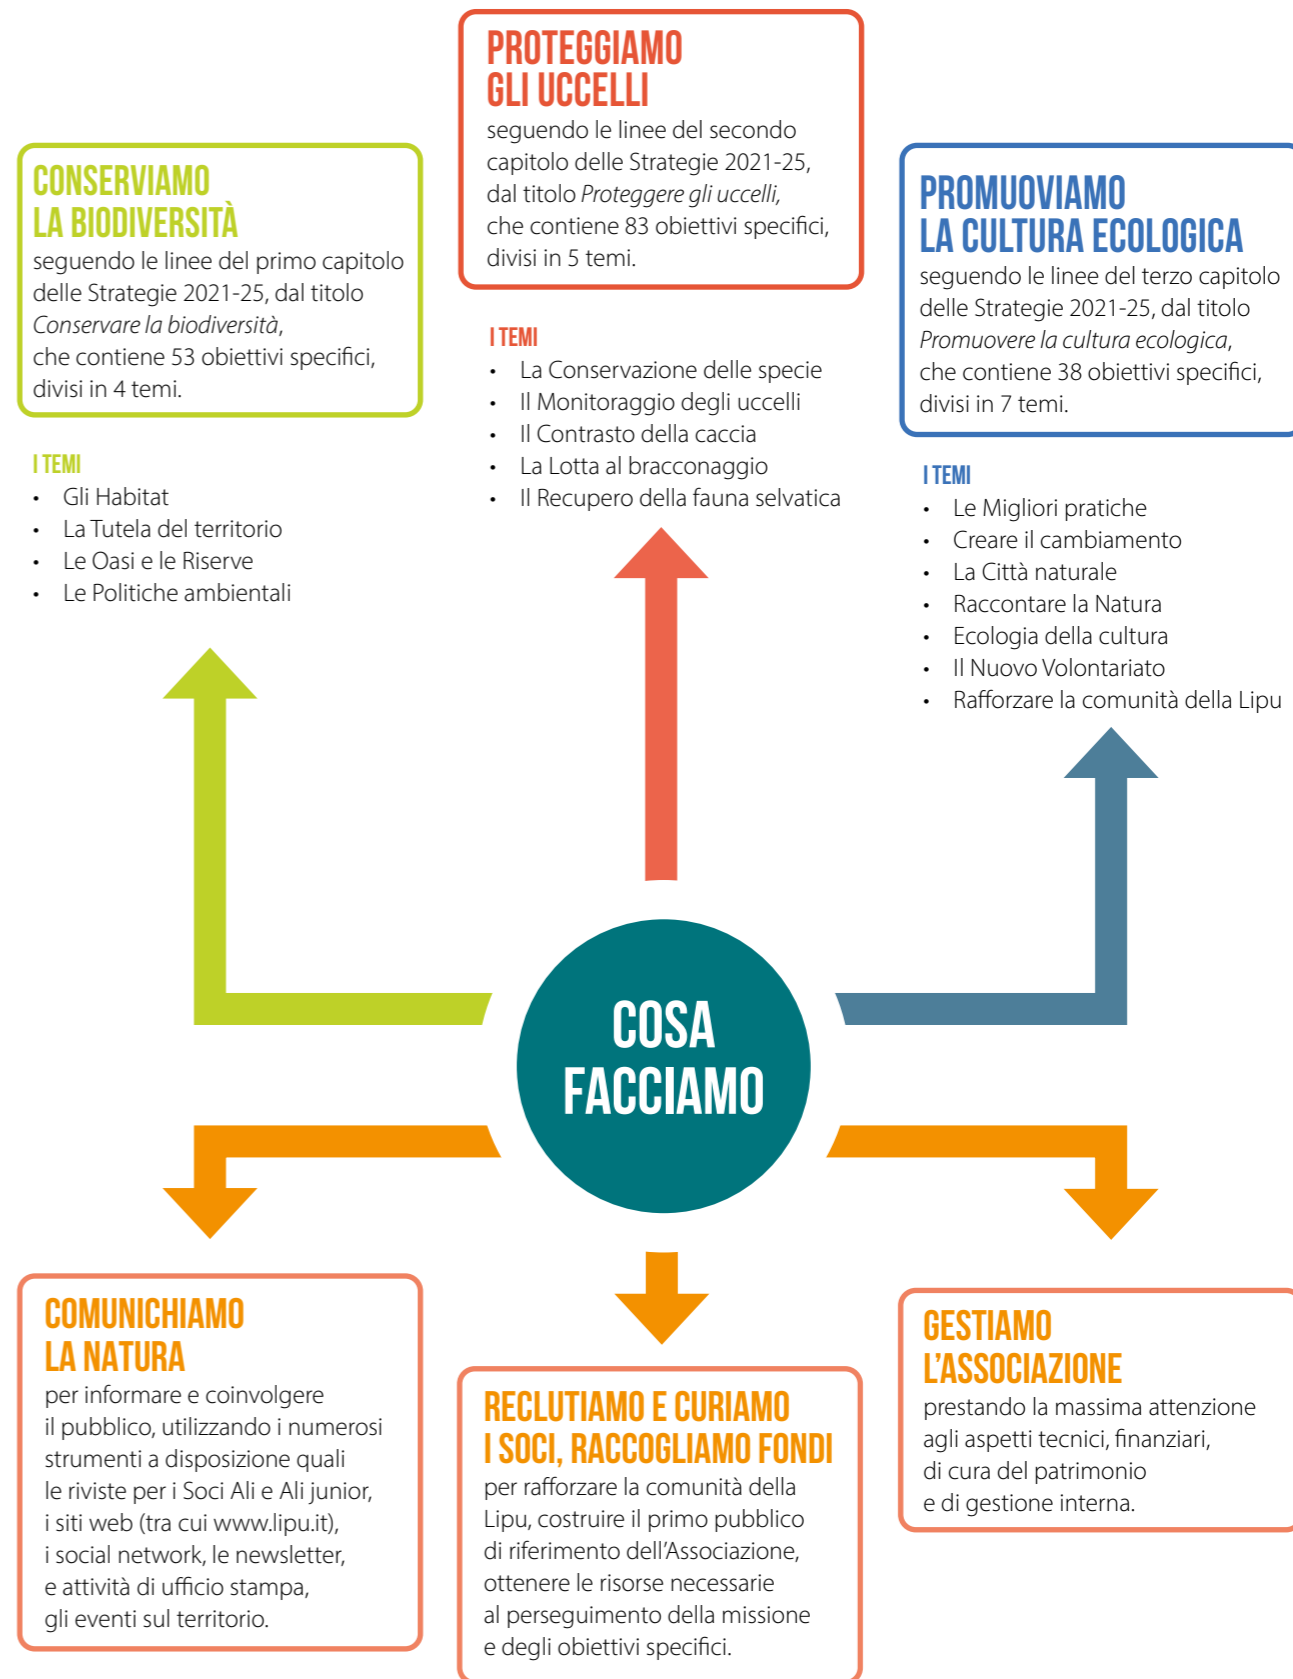 PROTEGGIAMO
GLI UCCELLI
seguendo le linee del secondo
capitolo delle Strategie 2021-25,
dal titolo Proteggere gli uccelli,
che contiene 83 obiettivi specifici,
divisi in 5 temi.
I TEMI
• La Conservazione delle specie
• Il Monitoraggio degli uccelli
• Il Contrasto della caccia
• La Lotta al bracconaggio
• Il Recupero della fauna selvatica
CONSERVIAMO
LA BIODIVERSITÀ
seguendo le linee del primo capitolo
delle Strategie 2021-25, dal titolo
Conservare la biodiversità,
che contiene 53 obiettivi specifici,
divisi in 4 temi.
I TEMI
• Gli Habitat
• La Tutela del territorio
• Le Oasi e le Riserve
• Le Politiche ambientali
PROMUOVIAMO
LA CULTURA ECOLOGICA
seguendo le linee del terzo capitolo
delle Strategie 2021-25, dal titolo
Promuovere la cultura ecologica,
che contiene 38 obiettivi specifici,
divisi in 7 temi.
I TEMI
• Le Migliori pratiche
• Creare il cambiamento
• La Città naturale
• Raccontare la Natura
• Ecologia della cultura
• Il Nuovo Volontariato
• Rafforzare la comunità della Lipu
COSA
FACCIAMO
COMUNICHIAMO
LA NATURA
per informare e coinvolgere
il pubblico, utilizzando i numerosi
strumenti a disposizione quali
le riviste per i Soci Ali e Ali junior,
i siti web (tra cui www.lipu.it),
i social network, le newsletter,
e attività di ufficio stampa,
gli eventi sul territorio.
RECLUTIAMO E CURIAMO
I SOCI, RACCOGLIAMO FONDI
per rafforzare la comunità della
Lipu, costruire il primo pubblico
di riferimento dell'Associazione,
ottenere le risorse necessarie
al perseguimento della missione
e degli obiettivi specifici.
GESTIAMO
L'ASSOCIAZIONE
prestando la massima attenzione
agli aspetti tecnici, finanziari,
di cura del patrimonio
e di gestione interna.